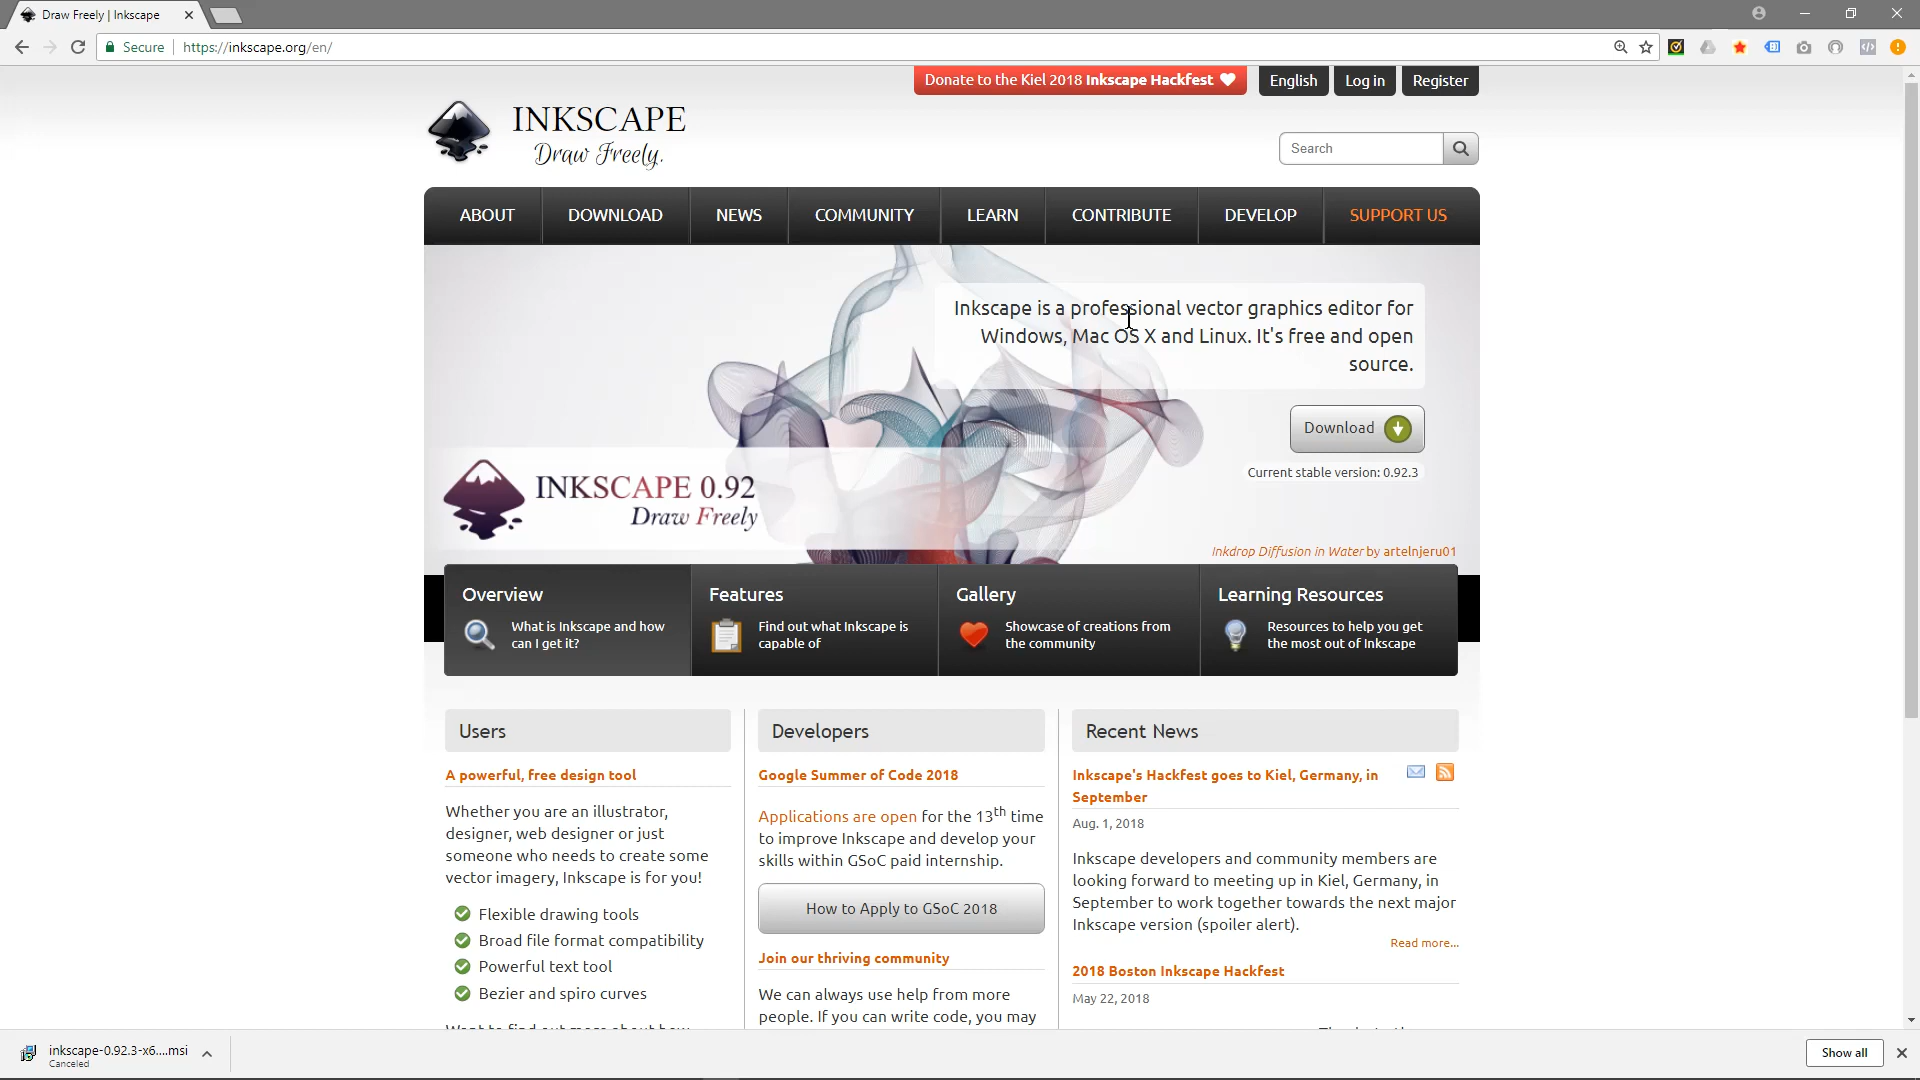 Draw Freely | Inkscape
Secure
https://inkscape.org/en/
Donate to the Kiel 2018 Inkscape Hackfest
English
Log in
Register
INKSCAPE
Draw Freely.
Search
ABOUT
DOWNLOAD
NEWS
COMMUNITY
LEARN
CONTRIBUTE
DEVELOP
SUPPORT US
Inkscape is a professional vector graphics editor for
Windows, Mac OS X and Linux. It's free and open
source.
Download
Current stable version: 0.92.3
INKSCAPE 0.92
Draw Freely
Inkdrop Diffusion in Water by artelnjeru01
Overview
What is Inkscape and how
can I get it?
Features
Find out what Inkscape is
capable of
Gallery
Showcase of creations from
the community
Learning Resources
Resources to help you get
the most out of Inkscape
Users
A powerful, free design tool
Whether you are an illustrator,
designer, web designer or just
someone who needs to create some
vector imagery, Inkscape is for you!
Flexible drawing tools
Broad file format compatibility
Powerful text tool
Bezier and spiro curves
Developers
Google Summer of Code 2018
Applications are open for the 13th time
to improve Inkscape and develop your
skills within GSoC paid internship.
How to Apply to GSoC 2018
Join our thriving community
We can always use help from more
people. If you can write code, you may
Recent News
Inkscape's Hackfest goes to Kiel, Germany, in
September
Aug. 1, 2018
Inkscape developers and community members are
looking forward to meeting up in Kiel, Germany, in
September to work together towards the next major
Inkscape version (spoiler alert).
Read more...
2018 Boston Inkscape Hackfest
May 22, 2018
inkscape-0.92.3-x6....msi
Canceled
Show all